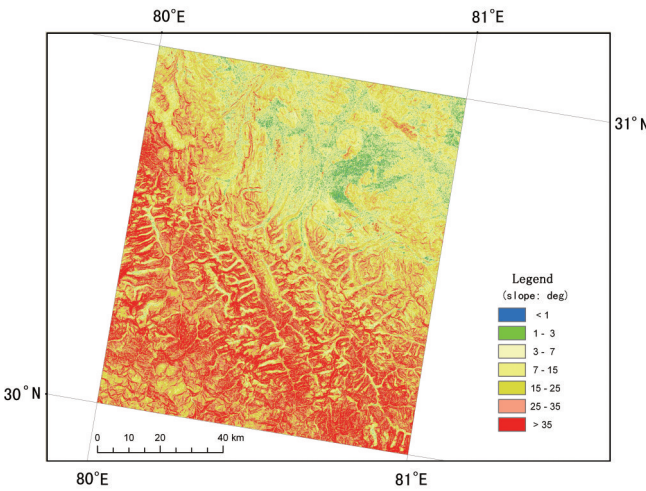 80°E 81°E
31°N
Legend
(slope: deg)
< 1
1 - 3
3 - 7
7 - 15
15 - 25
25 - 35
> 35
30°N
0 10 20 40 km
80°E 81°E